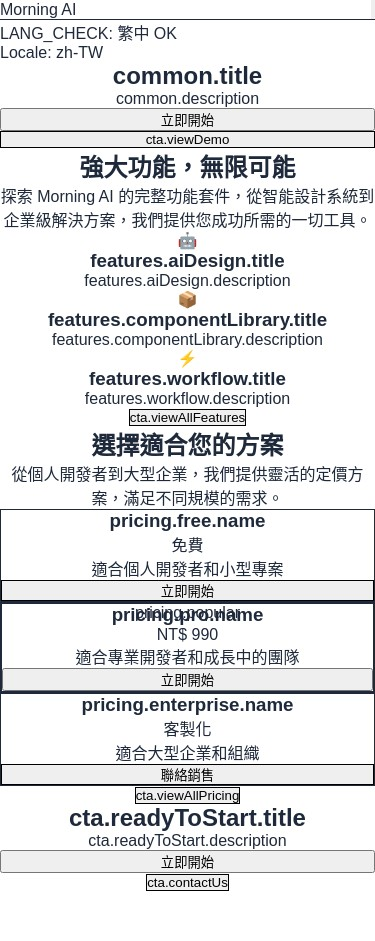 Morning AI
LANG_CHECK: 繁中 OK
Locale: zh-TW
common.title
common.description
立即開始
cta.viewDemo
強大功能，無限可能
探索 Morning AI 的完整功能套件，從智能設計系統到
企業級解決方案，我們提供您成功所需的一切工具。
features.aiDesign.title
features.aiDesign.description
features.componentLibrary.title
features.componentLibrary.description
features.workflow.title
features.workflow.description
cta.viewAllFeatures
選擇適合您的方案
從個人開發者到大型企業，我們提供靈活的定價方
案，滿足不同規模的需求。
pricing.free.name
免費
適合個人開發者和小型專案
立即開始
pricing.popular
pricing.pro.name
NT$ 990
適合專業開發者和成長中的團隊
立即開始
pricing.enterprise.name
客製化
適合大型企業和組織
聯絡銷售
cta.viewAllPricing
cta.readyToStart.title
cta.readyToStart.description
立即開始
cta.contactUs